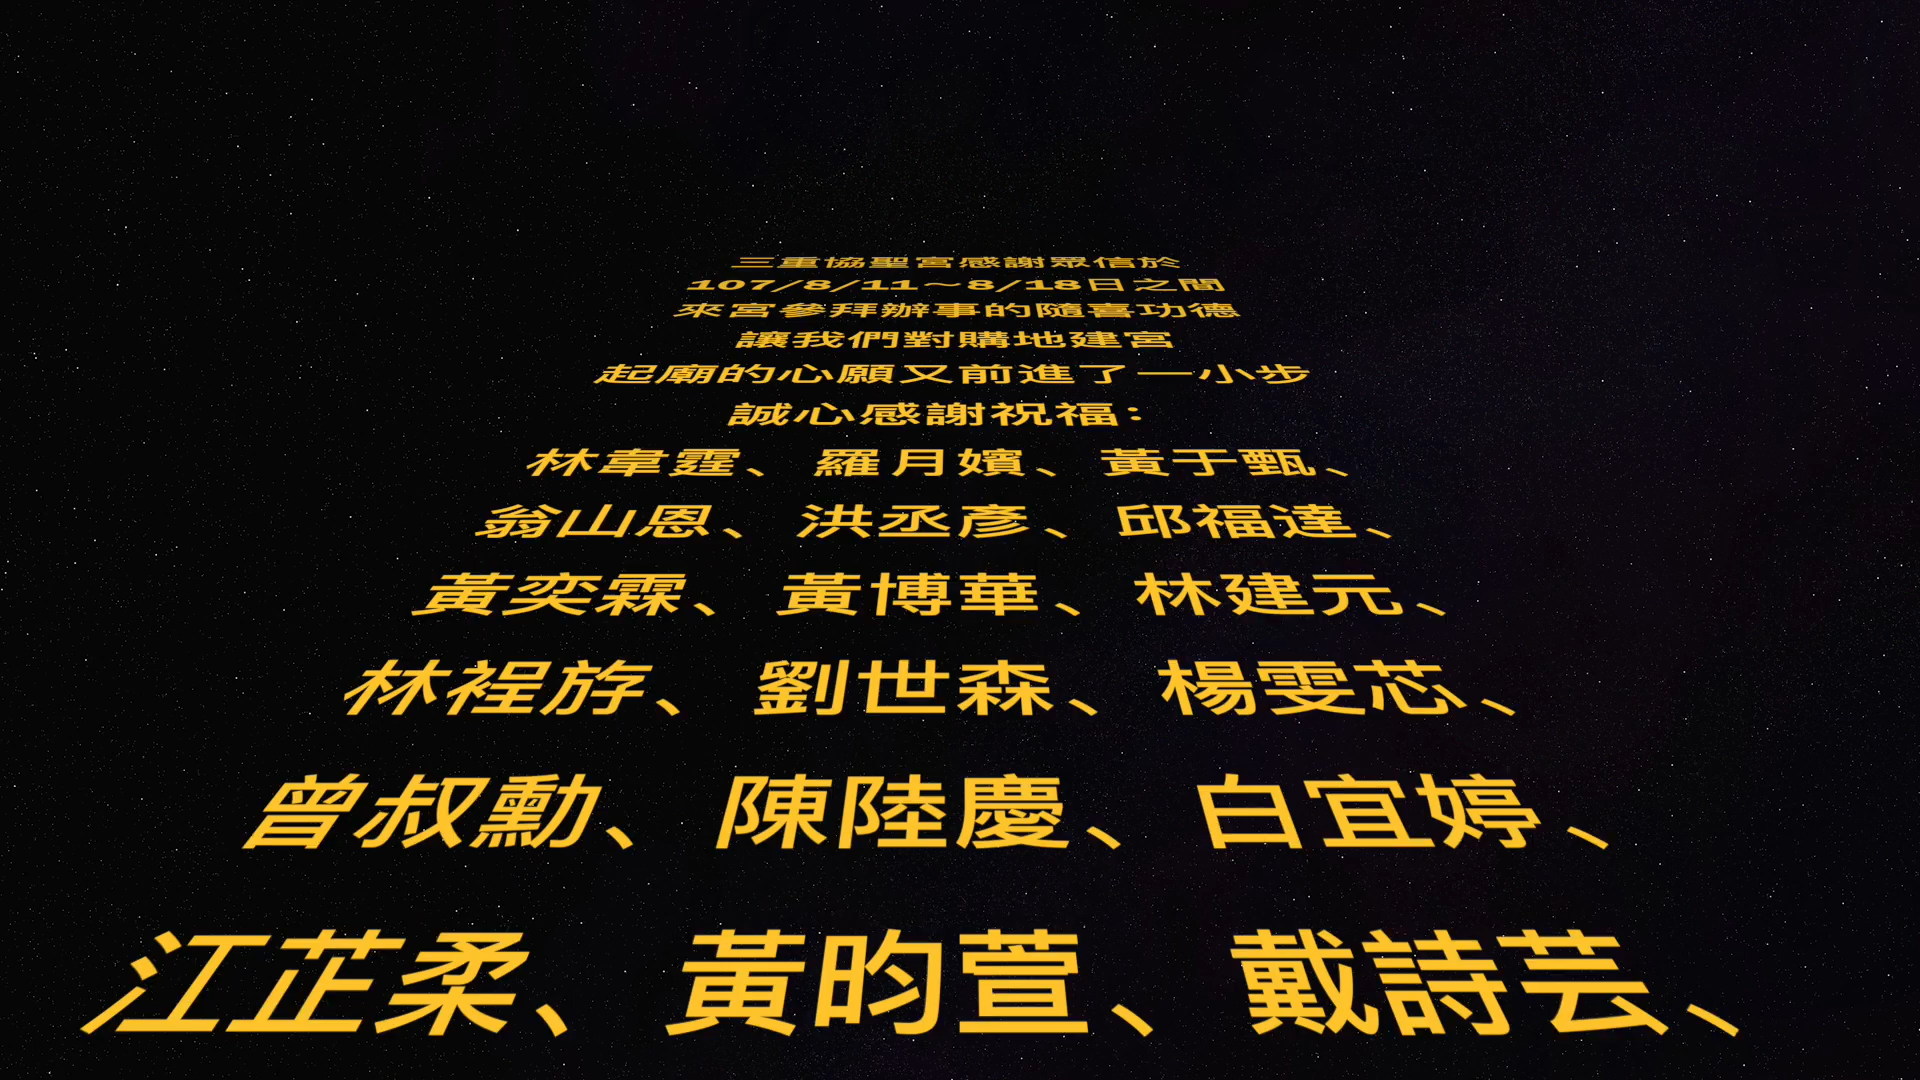 三重協聖宮感謝眾信於
107/8/11～8/18日之間
來宮參拜辦事的隨喜功德
讓我們對購地建宮
起廟的心願又前進了一小步
誠心感謝祝福：
林韋霆、羅月嬪、黃于甄、
翁山恩、洪丞彥、邱福達、
黃奕霖、黃博華、林建元、
林裎斿、劉世森、楊雯芯、
曾叔勳、陳陸慶、白宜婷、
江芷柔、黃昀萱、戴詩芸、